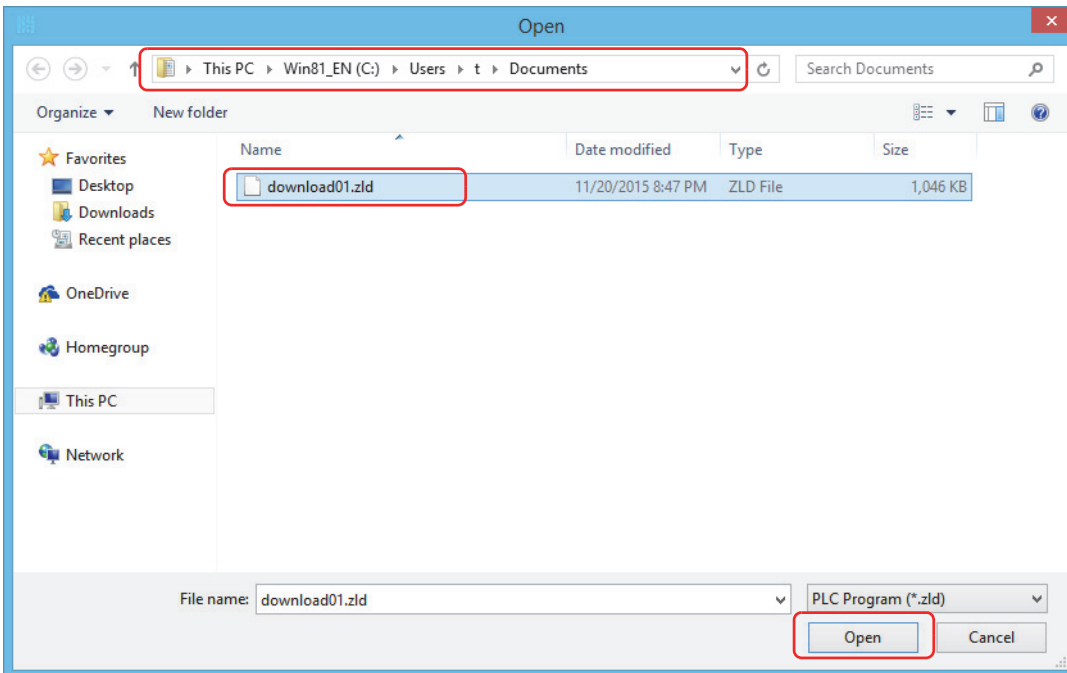 Open
This PC Win81_EN (C:) Users t Documents Search Documents
Organize New folder
Name Date modified Type Size
Favorites
download01.zld 11/20/2015 8:47 PM ZLD File 1,046 KB
Desktop
Downloads
Recent places
OneDrive
Homegroup
This PC
Network
File name: download01.zld PLC Program (*.zld)
Open Cancel